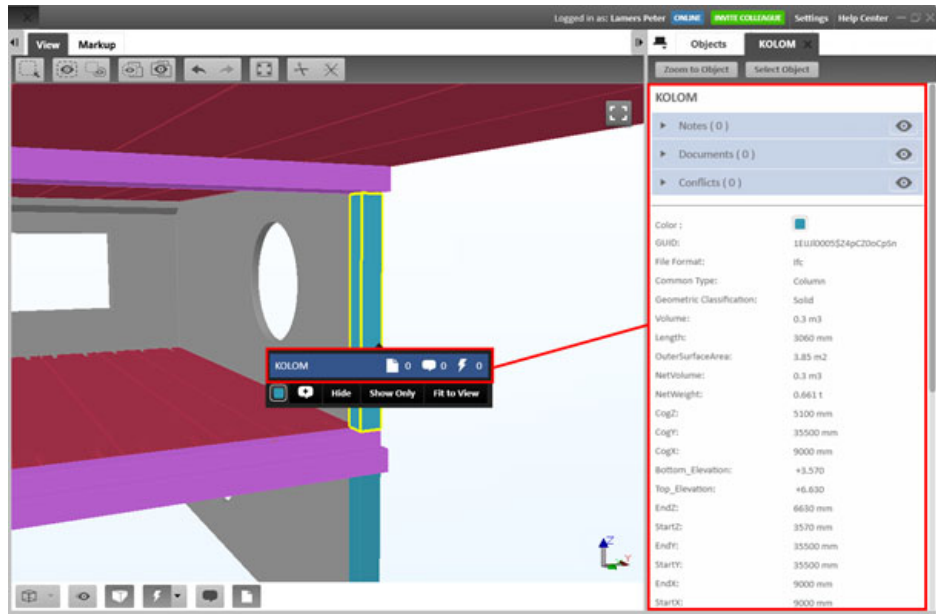 Logged in as: Lamers Peter ONLINE INVITE COLLEAGUE Settings Help Center
View Markup
Objects KOLOM
Zoom to Object Select Object
KOLOM
Notes ( 0 )
Documents ( 0 )
Conflicts ( 0 )
Color :
GUID:
File Format: Ifc
Common Type: Column
Geometric Classification: Solid
Volume: 0.3 m3
Length: 3060 mm
OuterSurfaceArea: 3.85 m2
NetVolume: 0.3 m3
NetWeight: 0.661 t
CogZ: 5100 mm
CogY: 35500 mm
CogX: 9000 mm
Bottom_Elevation: +3.570
Top_Elevation: +6.630
EndZ: 6630 mm
StartZ: 3570 mm
EndY: 35500 mm
StartY: 35500 mm
EndX: 9000 mm
StartX: 9000 mm
KOLOM 0 0 0
Hide Show Only Fit to View
Z
Y